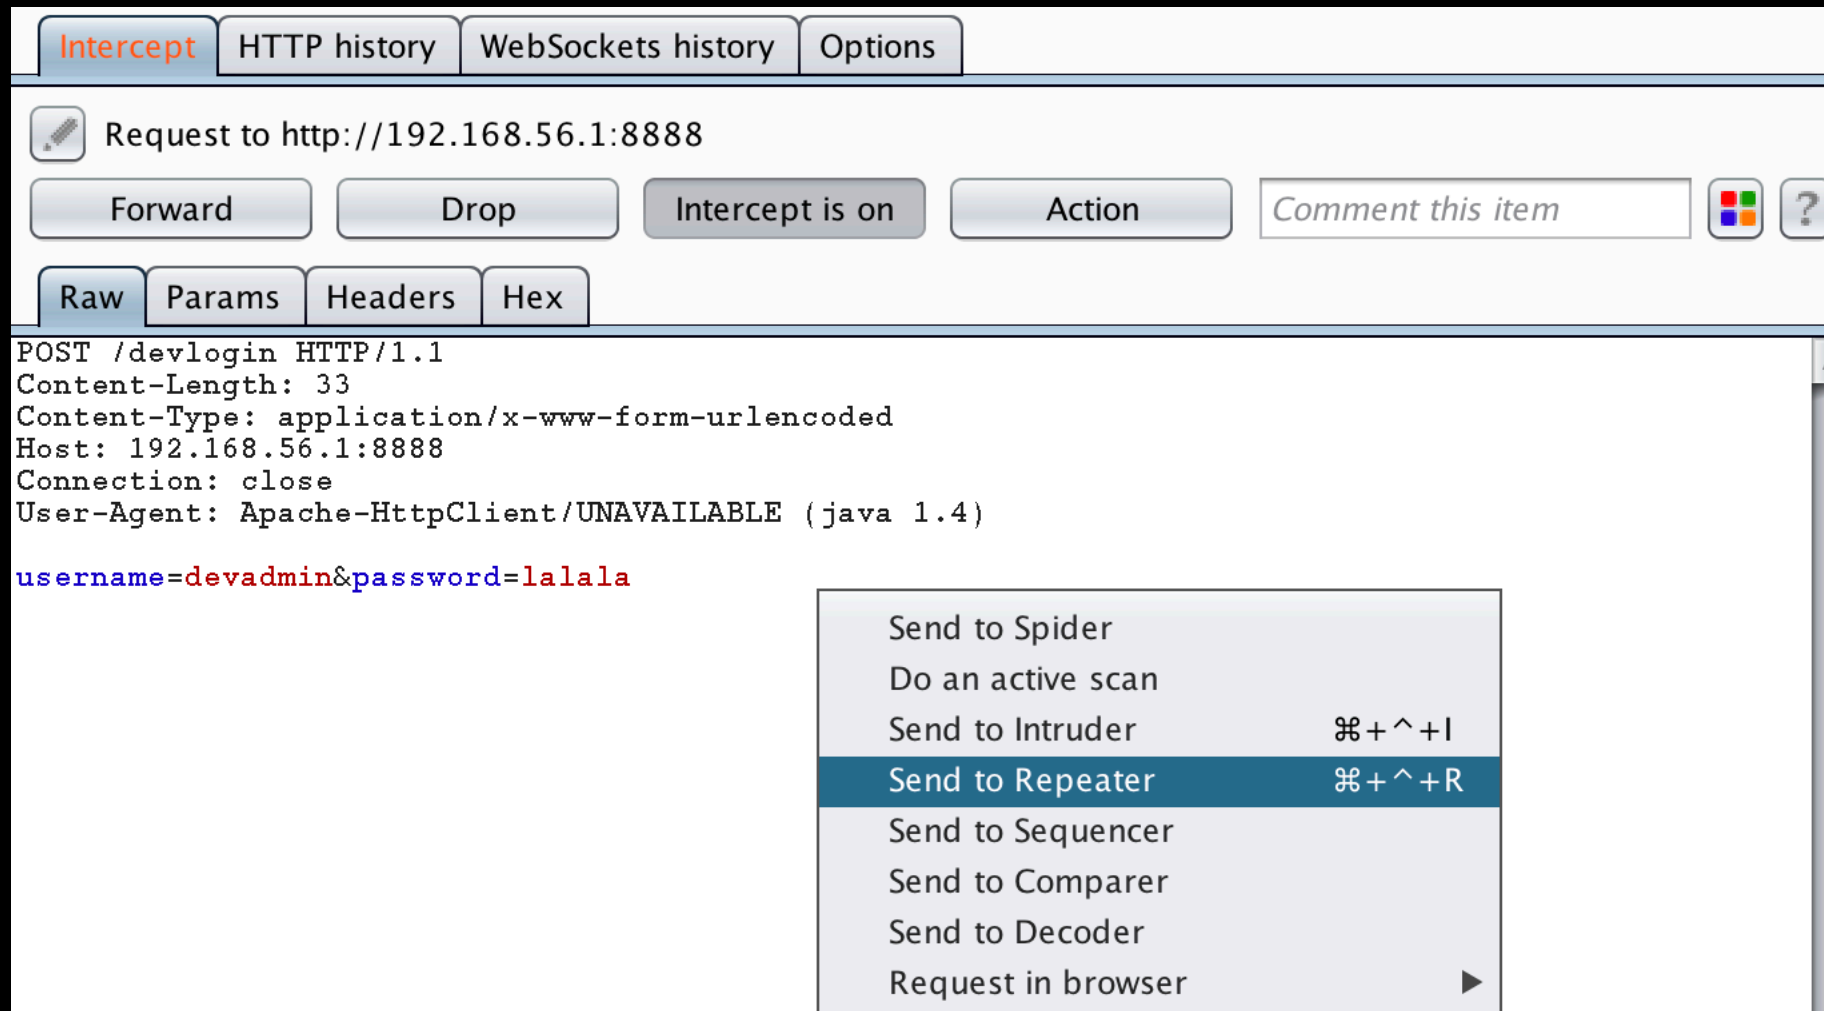 Intercept HTTP history WebSockets history Options
Request to http://192.168.56.1:8888
Forward Drop Intercept is on Action Comment this item ?
Raw Params Headers Hex
POST /devlogin HTTP/1.1
Content-Length: 33
Content-Type: application/x-www-form-urlencoded
Host: 192.168.56.1:8888
Connection: close
User-Agent: Apache-HttpClient/UNAVAILABLE (java 1.4)
username=devadmin&password=lalala
Send to Spider
Do an active scan
Send to Intruder ⌘+^+I
Send to Repeater ⌘+^+R
Send to Sequencer
Send to Comparer
Send to Decoder
Request in browser